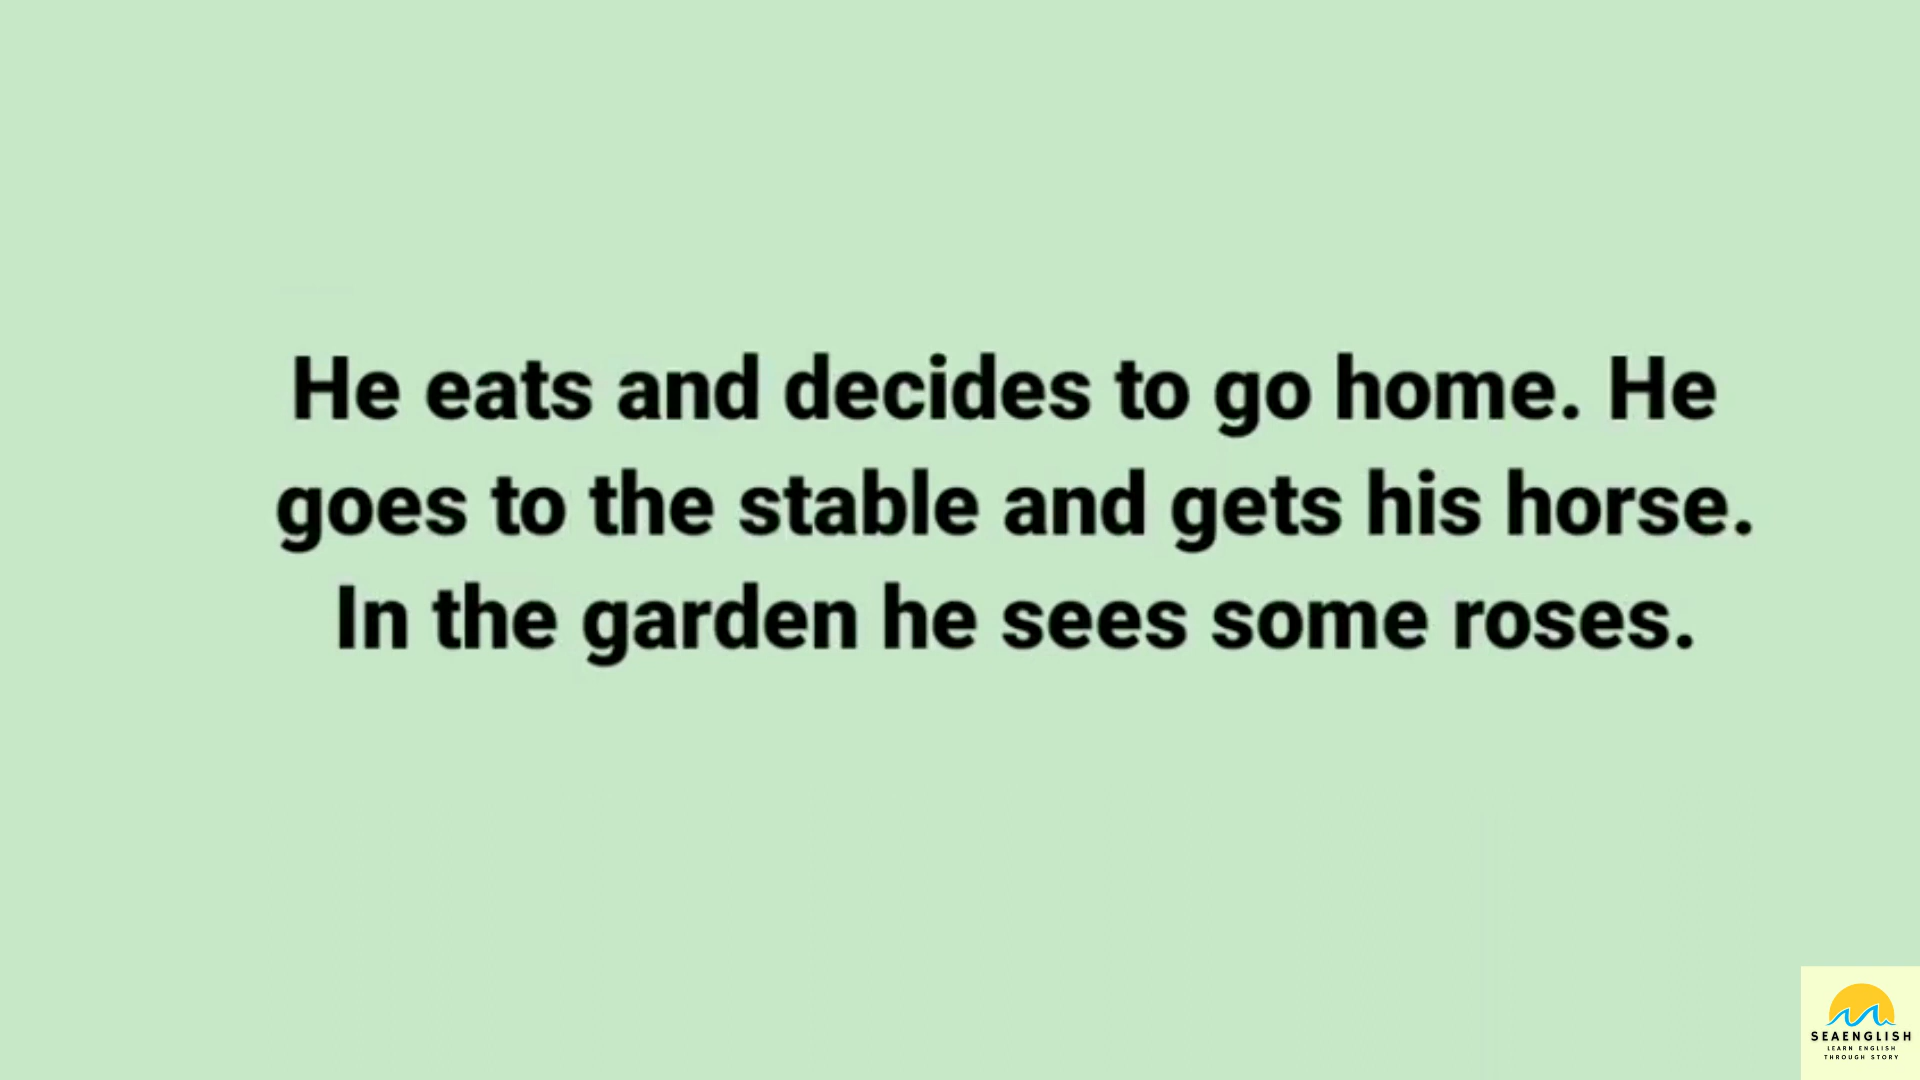 He eats and decides to go home. He
goes to the stable and gets his horse.
In the garden he sees some roses.
SEAENGLISH
LEARN ENGLISH
THROUGH STORY